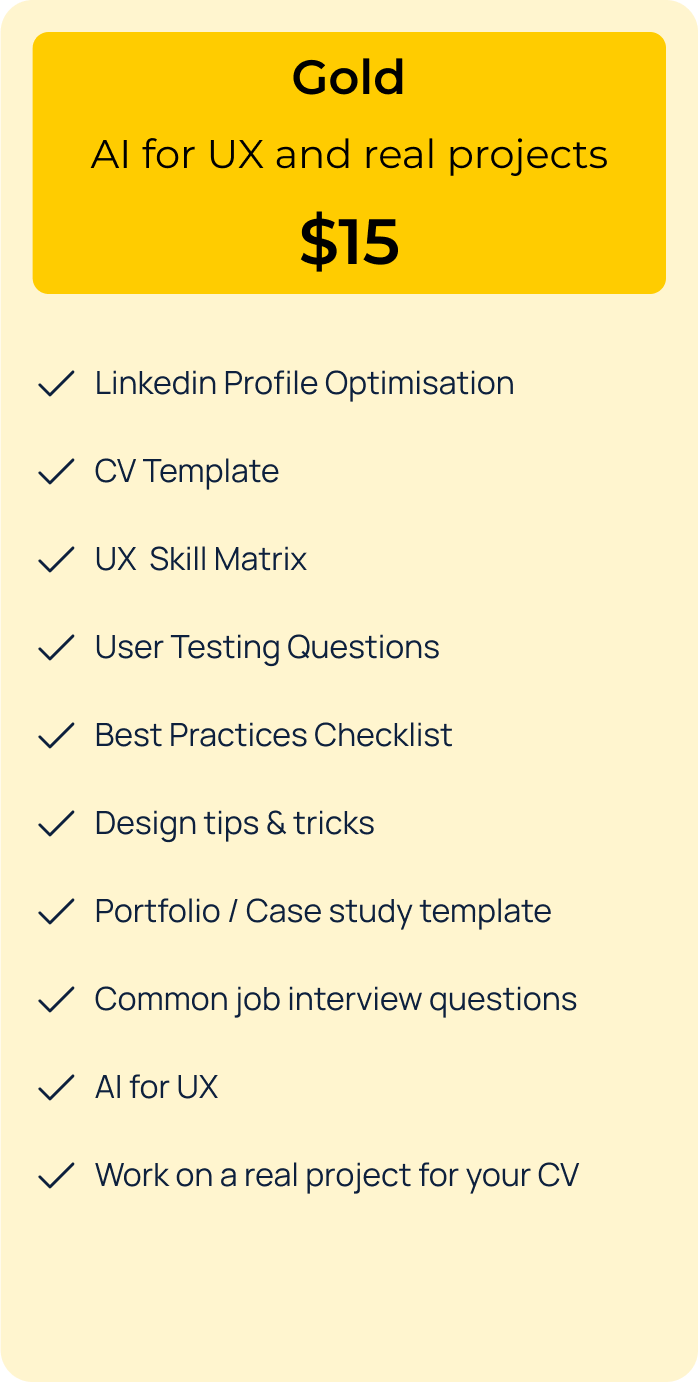 Gold
AI for UX and real projects
$15
Linkedin Profile Optimisation
CV Template
UX  Skill Matrix
User Testing Questions
Best Practices Checklist
Design tips & tricks
Portfolio / Case study template
Common job interview questions
AI for UX
Work on a real project for your CV